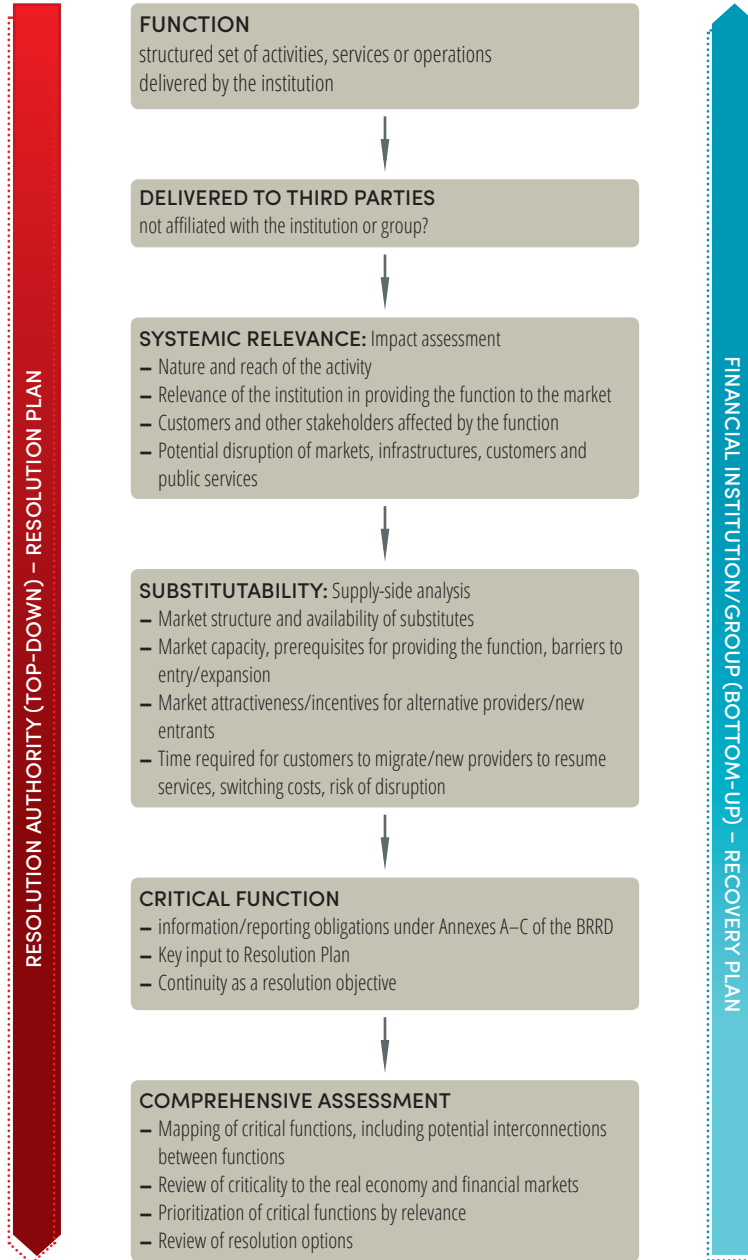 FUNCTION
structured set of activities, services or operations
delivered by the institution
DELIVERED TO THIRD PARTIES
not affiliated with the institution or group?
SYSTEMIC RELEVANCE: Impact assessment
– Nature and reach of the activity
– Relevance of the institution in providing the function to the market
– Customers and other stakeholders affected by the function
– Potential disruption of markets, infrastructures, customers and
public services
SUBSTITUTABILITY: Supply-side analysis
– Market structure and availability of substitutes
– Market capacity, prerequisites for providing the function, barriers to
entry/expansion
– Market attractiveness/incentives for alternative providers/new
entrants
– Time required for customers to migrate/new providers to resume
services, switching costs, risk of disruption
CRITICAL FUNCTION
– information/reporting obligations under Annexes A–C of the BRRD
– Key input to Resolution Plan
– Continuity as a resolution objective
COMPREHENSIVE ASSESSMENT
– Mapping of critical functions, including potential interconnections
between functions
– Review of criticality to the real economy and financial markets
– Prioritization of critical functions by relevance
– Review of resolution options
RESOLUTION AUTHORITY (TOP-DOWN) – RESOLUTION PLAN
FINANCIAL INSTITUTION/GROUP (BOTTOM-UP) – RECOVERY PLAN